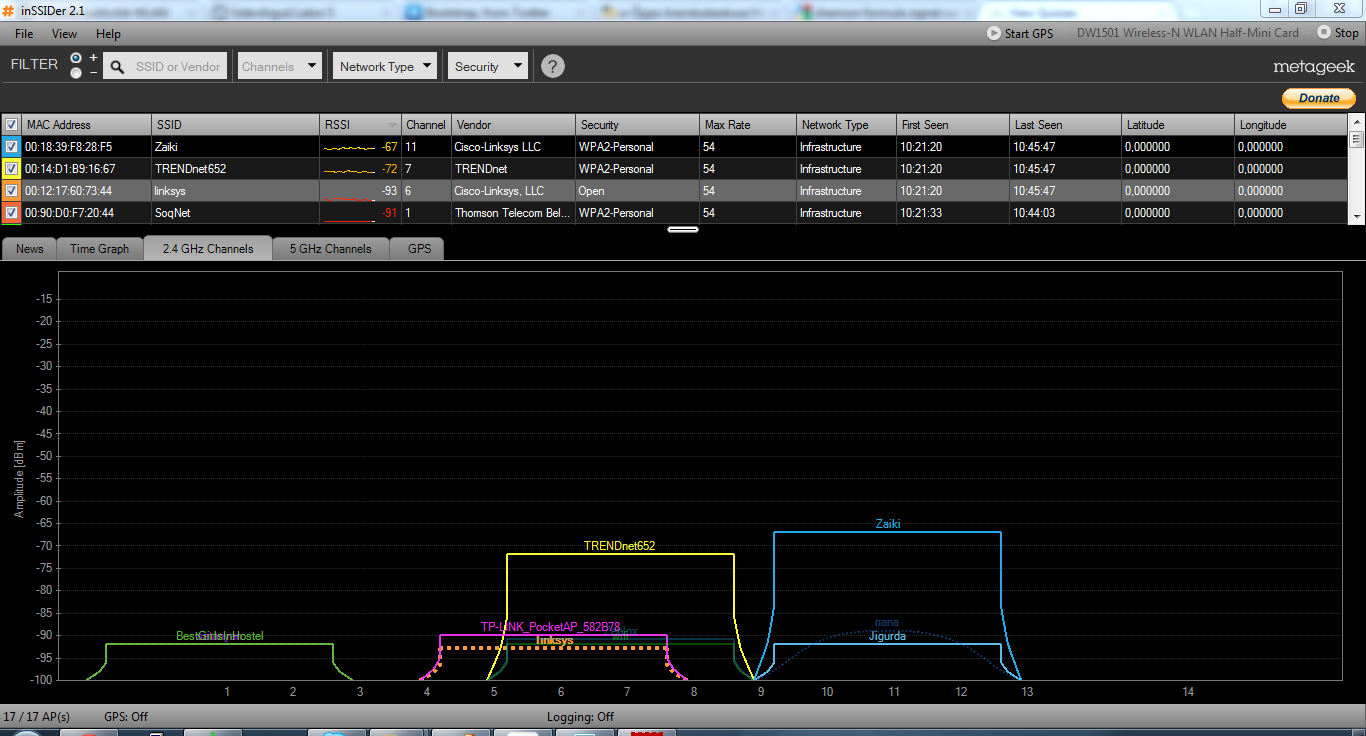 inSSIDer 2.1
File View Help Start GPS DW1501 Wireless-N WLAN Half-Mini Card Stop
FILTER + - SSID or Vendor Channels Network Type Security ? metageek
Donate
MAC Address SSID RSSI Channel Vendor Security Max Rate Network Type First Seen Last Seen Latitude Longitude
00:18:39:F8:28:F5 Zaiki -67 11 Cisco-Linksys LLC WPA2-Personal 54 Infrastructure 10:21:20 10:45:47 0,000000 0,000000
00:14:D1:B9:16:67 TRENDnet652 -72 7 TRENDnet WPA2-Personal 54 Infrastructure 10:21:20 10:45:47 0,000000 0,000000
00:12:17:60:73:44 linksys -93 6 Cisco-Linksys, LLC Open 54 Infrastructure 10:21:20 10:45:47 0,000000 0,000000
00:90:D0:F7:20:44 SoqNet -91 1 Thomson Telecom Bel... WPA2-Personal 54 Infrastructure 10:21:33 10:44:03 0,000000 0,000000
News Time Graph 2.4 GHz Channels 5 GHz Channels GPS
-15
-20
-25
-30
-35
-40
-45
Amplitude [dBm]
-50
-55
-60
-65
Zaiki
-70
TRENDnet652
-75
-80
-85
nana
TP-LINK_PocketAP_582B78
-90
Jigurda
linksys
-95
-100
1 2 3 4 5 6 7 8 9 10 11 12 13 14
17 / 17 AP(s) GPS: Off Logging: Off